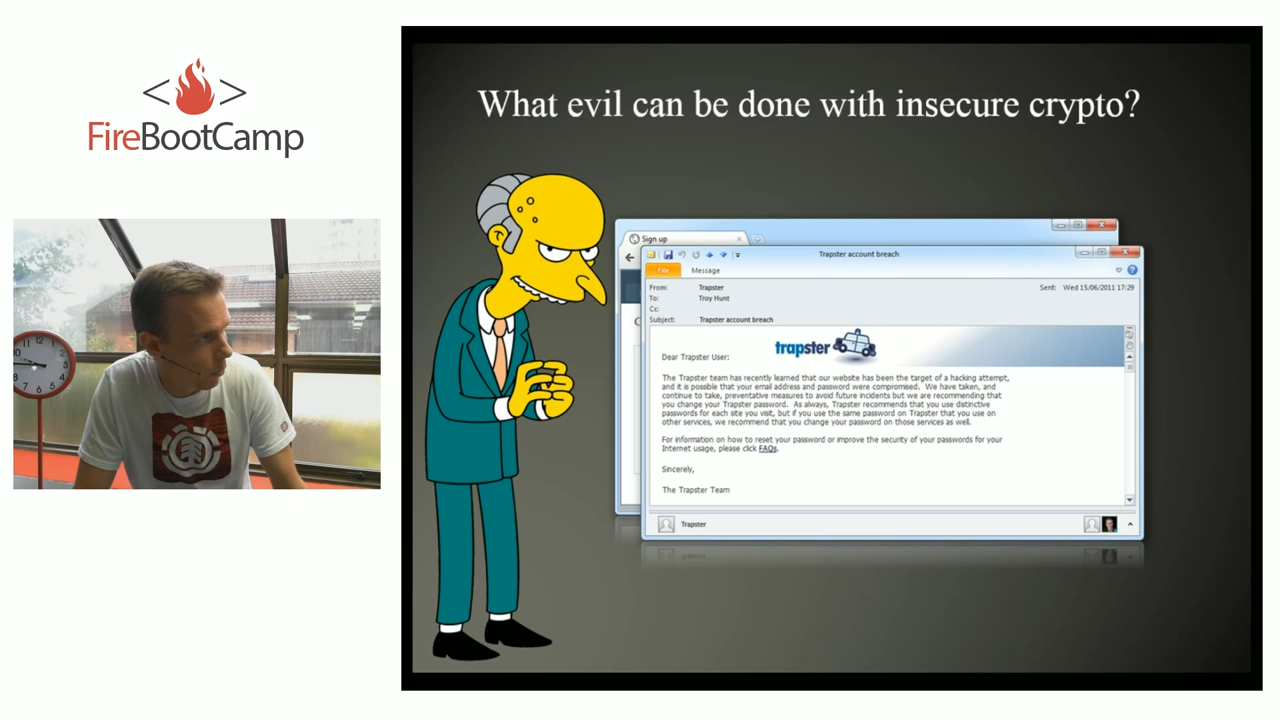 FireBootCamp
What evil can be done with insecure crypto?
Sign up
Trapster account breach
File
Message
From: Trapster
Sent: Wed 15/06/2011 17:29
To: Troy Hunt
Cc:
Subject: Trapster account breach
trapster
Dear Trapster User:
The Trapster team has recently learned that our website has been the target of a hacking attempt,
and it is possible that your email address and password were compromised. We have taken, and
continue to take, preventative measures to avoid future incidents but we are recommending that
you change your Trapster password. As always, Trapster recommends that you use distinctive
passwords for each site you visit, but if you use the same password on Trapster that you use on
other services, we recommend that you change your password on those services as well.
For information on how to reset your password or improve the security of your passwords for your
Internet usage, please click FAQs.
Sincerely,
The Trapster Team
Trapster